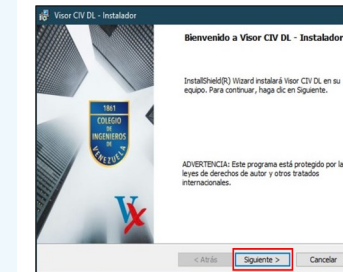 Visor CIV DL - Instalador
Bienvenido a Visor CIV DL - Instalador
InstallShield(R) Wizard instalará Visor CIV DL en su
equipo. Para continuar, haga clic en Siguiente.
1861
COLEGIO
DE
INGENIEROS
DE
VENEZUELA
ADVERTENCIA: Este programa está protegido por la
leyes de derechos de autor y otros tratados
internacionales.
< Atrás
Siguiente >
Cancelar